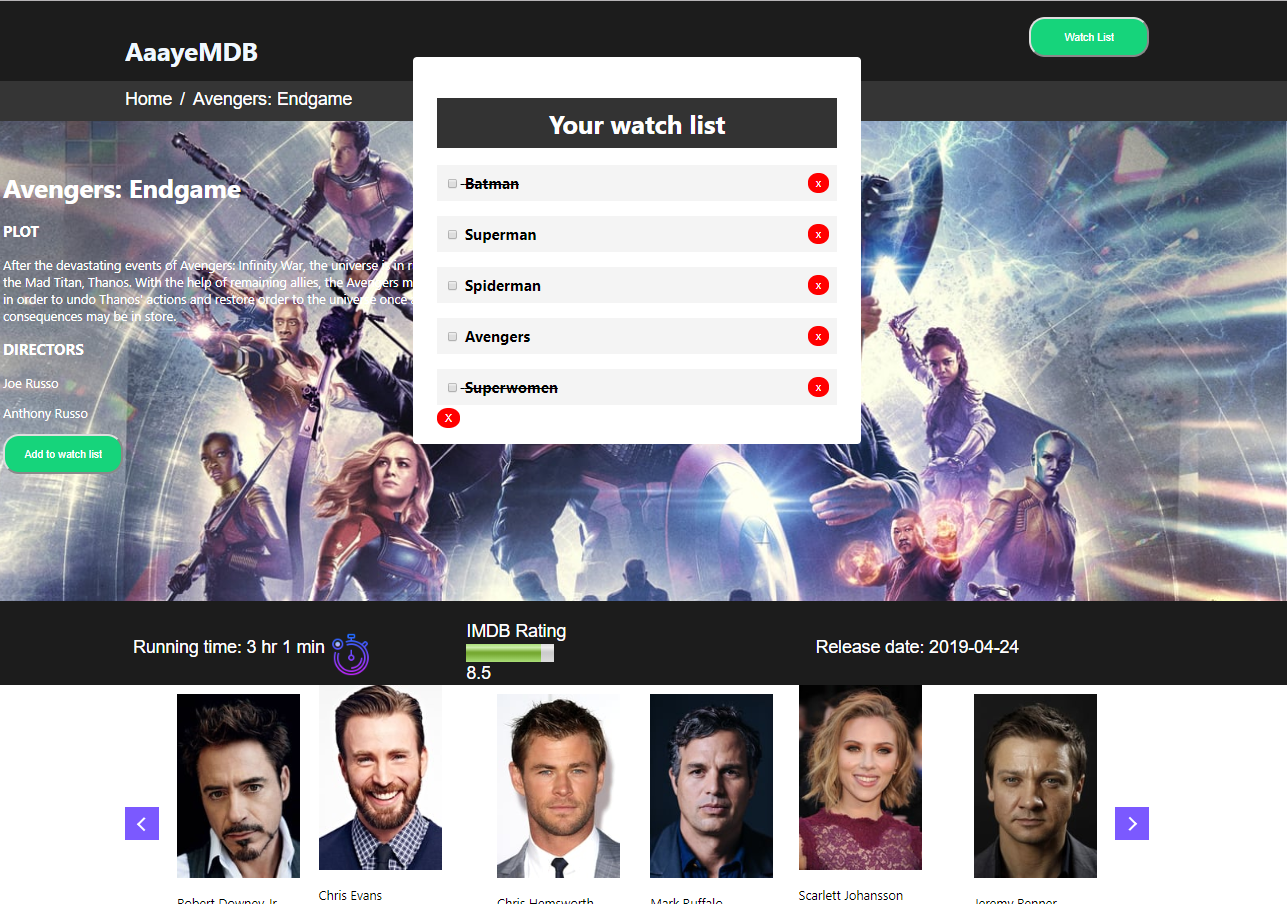 AaayeMDB
Watch List
Home / Avengers: Endgame
Your watch list
Batman x
Superman x
Spiderman x
Avengers x
Superwomen x
X
Avengers: Endgame
PLOT
After the devastating events of Avengers: Infinity War, the universe is in
the Mad Titan, Thanos. With the help of remaining allies, the Avengers
in order to undo Thanos' actions and restore order to the universe once
consequences may be in store.
DIRECTORS
Joe Russo
Anthony Russo
Add to watch list
Running time: 3 hr 1 min
IMDB Rating
8.5
Release date: 2019-04-24
Robert Downey Jr.
Chris Evans
Chris Hemsworth
Mark Ruffalo
Scarlett Johansson
Jeremy Renner